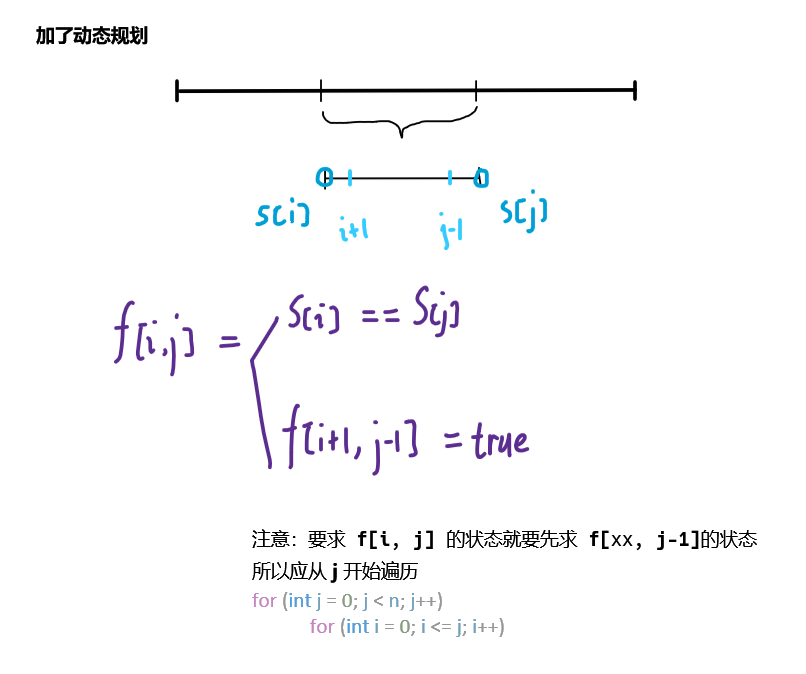 加了动态规划
s[i]
i+1
j-1
s[j]
f[i,j] =
s[i] == s[j]
f[i+1, j-1] = true
注意：要求 f[i, j] 的状态就要先求 f[xx, j-1]的状态
所以应从 j 开始遍历
for (int j = 0; j < n; j++)
for (int i = 0; i <= j; i++)